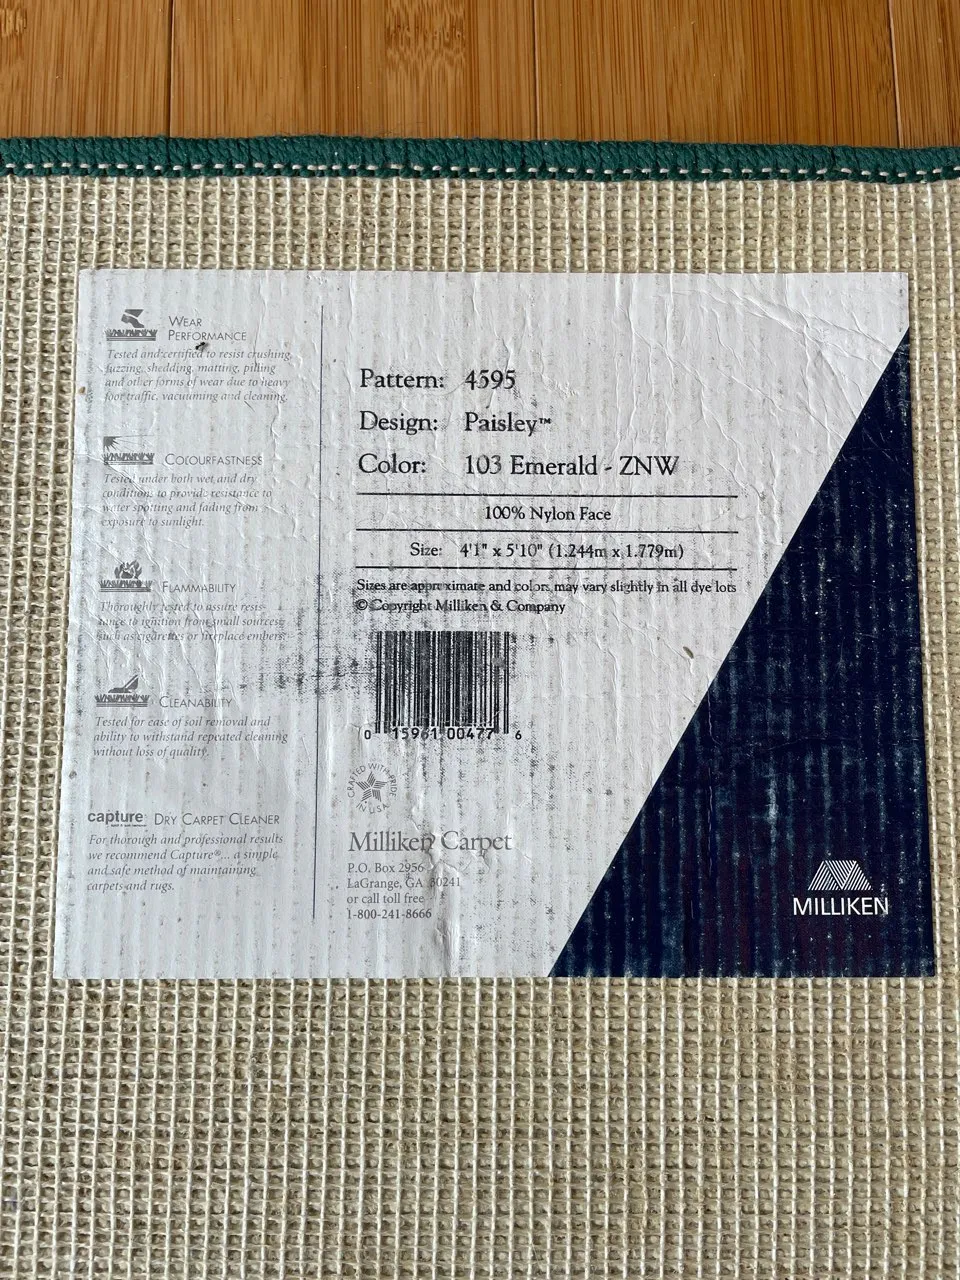 WEAR
PERFORMANCE
Tested and certified to resist crushing,
fuzzing, shedding, matting, pilling
and other forms of wear due to heavy
foor traffic, vacuuming and cleaning.
COLOURFASTNESS
Tested under both wet and dry
conditions to provide resistance to
water spotting and fading from
exposure to sunlight.
FLAMMABILITY
Thoroughly tested to assure resis-
tance to ignition from small sources,
such as cigarettes or fireplace embers.
CLEANABILITY
Tested for ease of soil removal and
ability to withstand repeated cleaning
without loss of quality.
capture DRY CARPET CLEANER
For thorough and professional results
we recommend Capture®... a simple
and safe method of maintaining
carpets and rugs.
Pattern: 4595
Design: Paisley™
Color: 103 Emerald - ZNW
100% Nylon Face
Size: 4'1" x 5'10" (1.244m x 1.779m)
Sizes are approximate and colors may vary slightly in all dye lots
© Copyright Milliken & Company
0 15961 00477 6
CRAFTED WITH PRIDE
IN U.S.A.
Milliken Carpet
P.O. Box 2956
LaGrange, GA 30241
or call toll free
1-800-241-8666
MILLIKEN